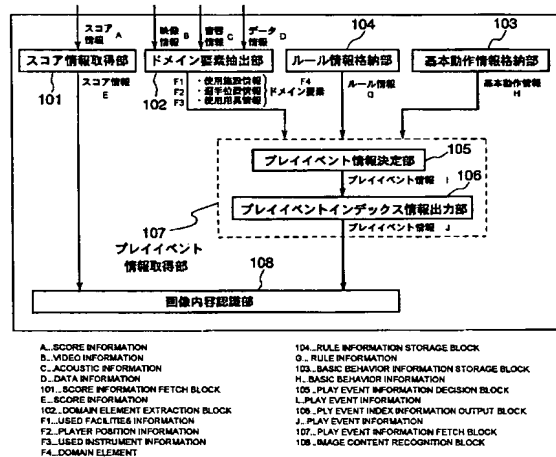 スコア情報 A
映像情報 B
音響情報 C
データ情報 D
104
103
スコア情報取得部
ドメイン要素抽出部
ルール情報格納部
基本動作情報格納部
101
スコア情報 E
102
F1 ・使用施設情報
F2 ・選手位置情報
F3 ・使用用具情報
F4 ドメイン要素
ルール情報 G
基本動作情報 H
105
プレイイベント情報決定部
プレイイベント情報 I
106
プレイイベントインデックス情報出力部
プレイイベント情報 J
107
プレイイベント情報取得部
108
画像内容認識部
A...SCORE INFORMATION
B...VIDEO INFORMATION
C...ACOUSTIC INFORMATION
D...DATA INFORMATION
101...SCORE INFORMATION FETCH BLOCK
E...SCORE INFORMATION
102...DOMAIN ELEMENT EXTRACTION BLOCK
F1...USED FACILITIES INFORMATION
F2...PLAYER POSITION INFORMATION
F3...USED INSTRUMENT INFORMATION
F4...DOMAIN ELEMENT
104...RULE INFORMATION STORAGE BLOCK
G...RULE INFORMATION
103...BASIC BEHAVIOR INFORMATION STORAGE BLOCK
H...BASIC BEHAVIOR INFORMATION
105...PLAY EVENT INFORMATION DECISION BLOCK
I...PLAY EVENT INFORMATION
106...PLAY EVENT INDEX INFORMATION OUTPUT BLOCK
J...PLAY EVENT INFORMATION
107...PLAY EVENT INFORMATION FETCH BLOCK
108...IMAGE CONTENT RECOGNITION BLOCK